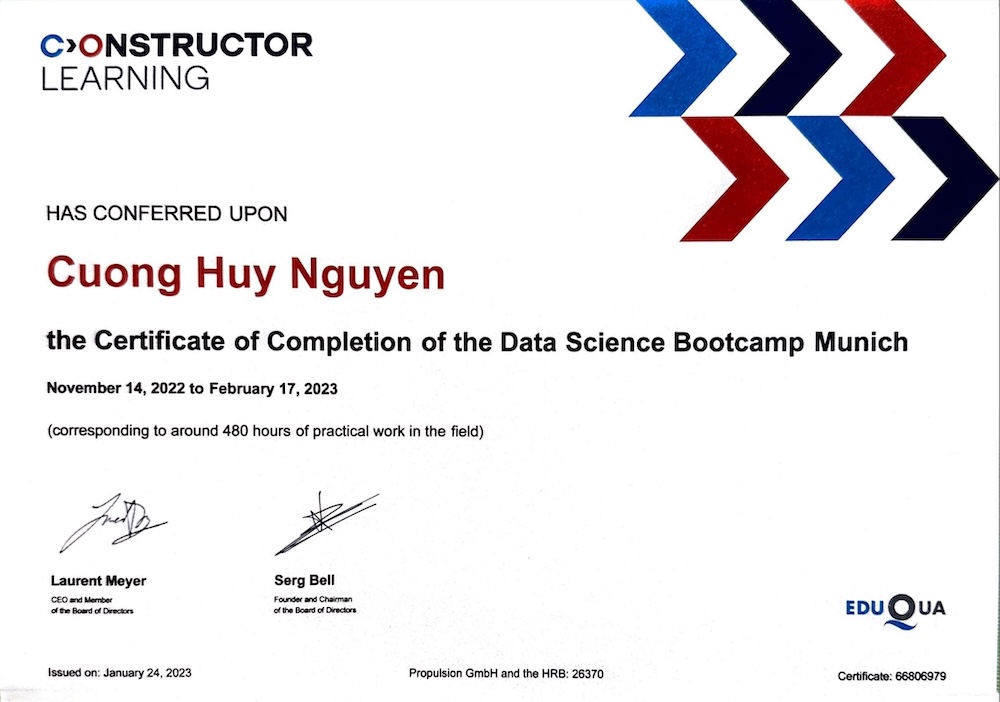 CONSTRUCTOR
LEARNING
HAS CONFERRED UPON
Cuong Huy Nguyen
the Certificate of Completion of the Data Science Bootcamp Munich
November 14, 2022 to February 17, 2023
(corresponding to around 480 hours of practical work in the field)
Laurent Meyer
CEO and Member
of the Board of Directors
Serg Bell
Founder and Chairman
of the Board of Directors
EDUQUA
Issued on: January 24, 2023
Propulsion GmbH and the HRB: 26370
Certificate: 66806979